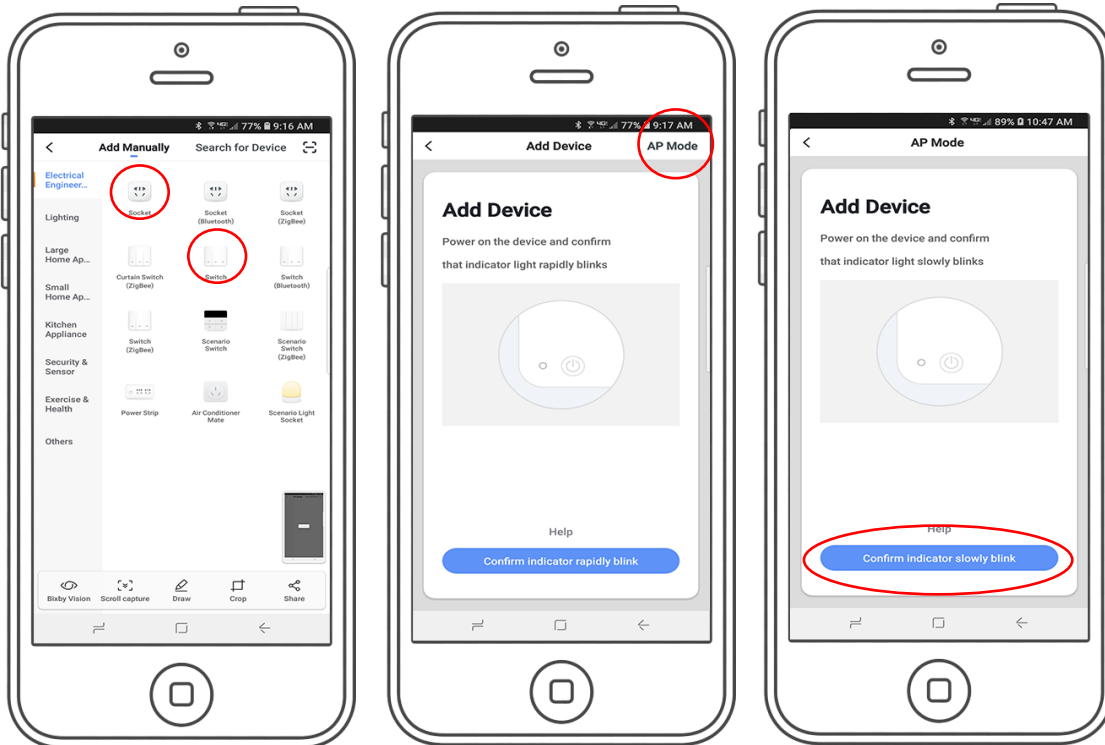 77% 9:16 AM
Add Manually Search for Device
Electrical
Engineer...
Lighting
Large
Home Ap...
Small
Home Ap...
Kitchen
Appliance
Security &
Sensor
Exercise &
Health
Others
Socket
Socket
(Bluetooth)
Socket
(ZigBee)
Curtain Switch
(ZigBee)
Switch
Switch
(Bluetooth)
Switch
(ZigBee)
Scenario
Switch
Scenario
Switch
(ZigBee)
Power Strip
Air Conditioner
Mate
Scenario Light
Socket
Bixby Vision
Scroll capture
Draw
Crop
Share
77% 9:17 AM
Add Device AP Mode
Add Device
Power on the device and confirm
that indicator light rapidly blinks
Help
Confirm indicator rapidly blink
89% 10:47 AM
AP Mode
Add Device
Power on the device and confirm
that indicator light slowly blinks
Help
Confirm indicator slowly blink